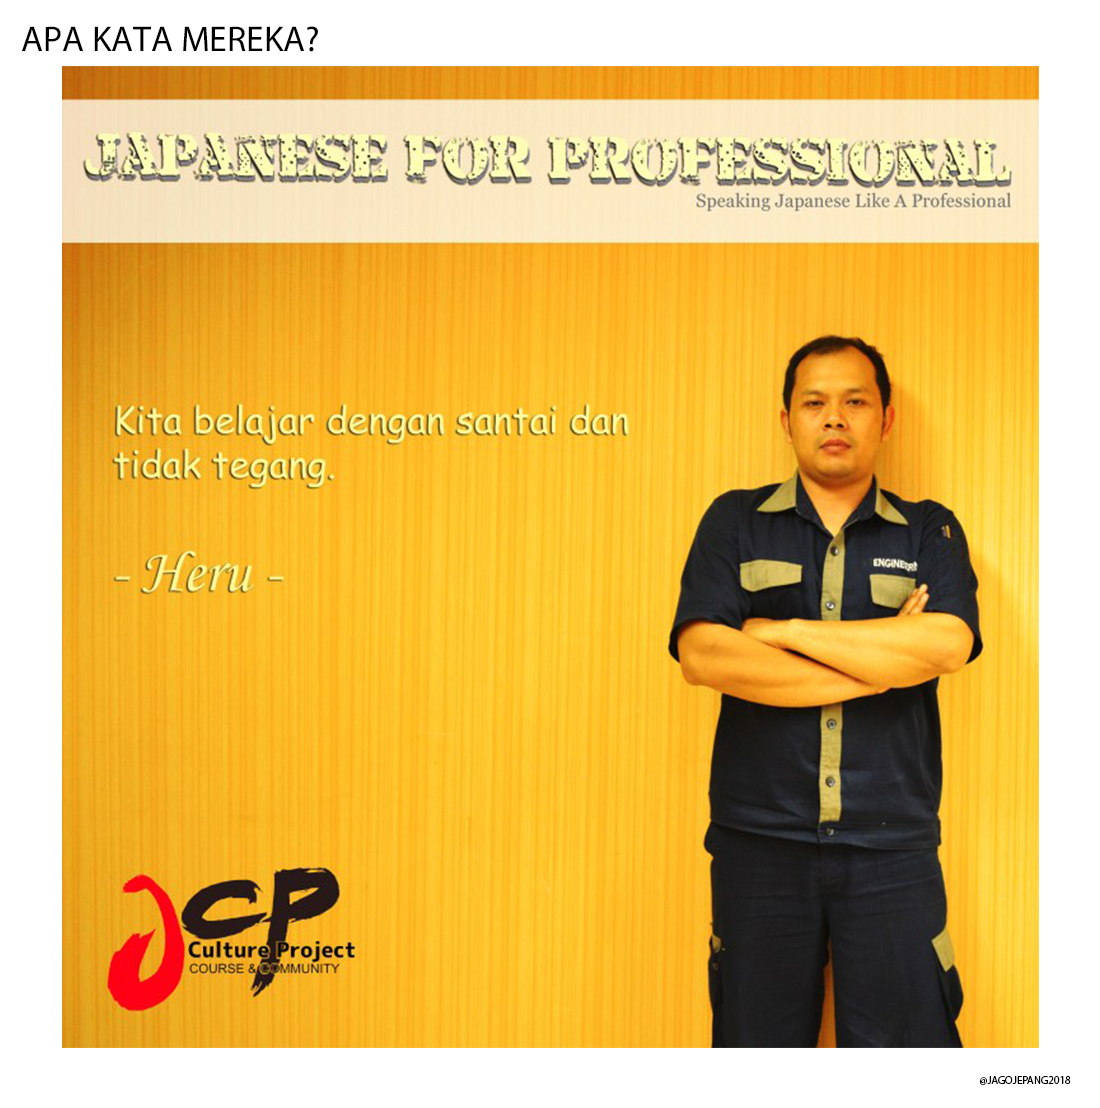 APA KATA MEREKA?
JAPANESE FOR PROFESSIONAL
Speaking Japanese Like A Professional
Kita belajar dengan santai dan
tidak tegang.
- Heru -
JCP
Culture Project
COURSE & COMMUNITY
@JAGOJEPANG2018